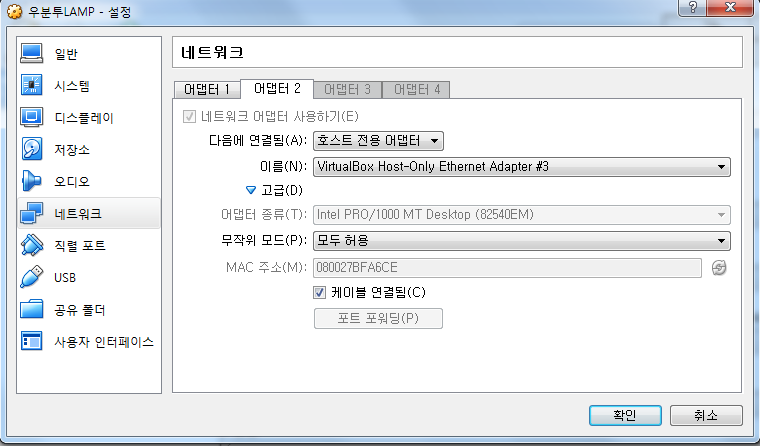 우분투LAMP - 설정
일반
시스템
디스플레이
저장소
오디오
네트워크
직렬 포트
USB
공유 폴더
사용자 인터페이스
네트워크
어댑터 1 어댑터 2 어댑터 3 어댑터 4
네트워크 어댑터 사용하기(E)
다음에 연결됨(A): 호스트 전용 어댑터
이름(N): VirtualBox Host-Only Ethernet Adapter #3
고급(D)
어댑터 종류(T): Intel PRO/1000 MT Desktop (82540EM)
무작위 모드(P): 모두 허용
MAC 주소(M): 080027BFA6CE
케이블 연결됨(C)
포트 포워딩(P)
확인 취소